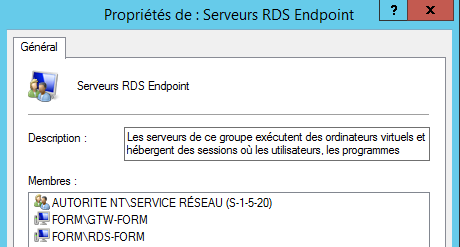 Propriétés de : Serveurs RDS Endpoint
?
x
Général
Serveurs RDS Endpoint
Description :
Les serveurs de ce groupe exécutent des ordinateurs virtuels et
hébergent des sessions où les utilisateurs, les programmes
Membres :
AUTORITE NT\SERVICE RÉSEAU (S-1-5-20)
FORM\GTW-FORM
FORM\RDS-FORM